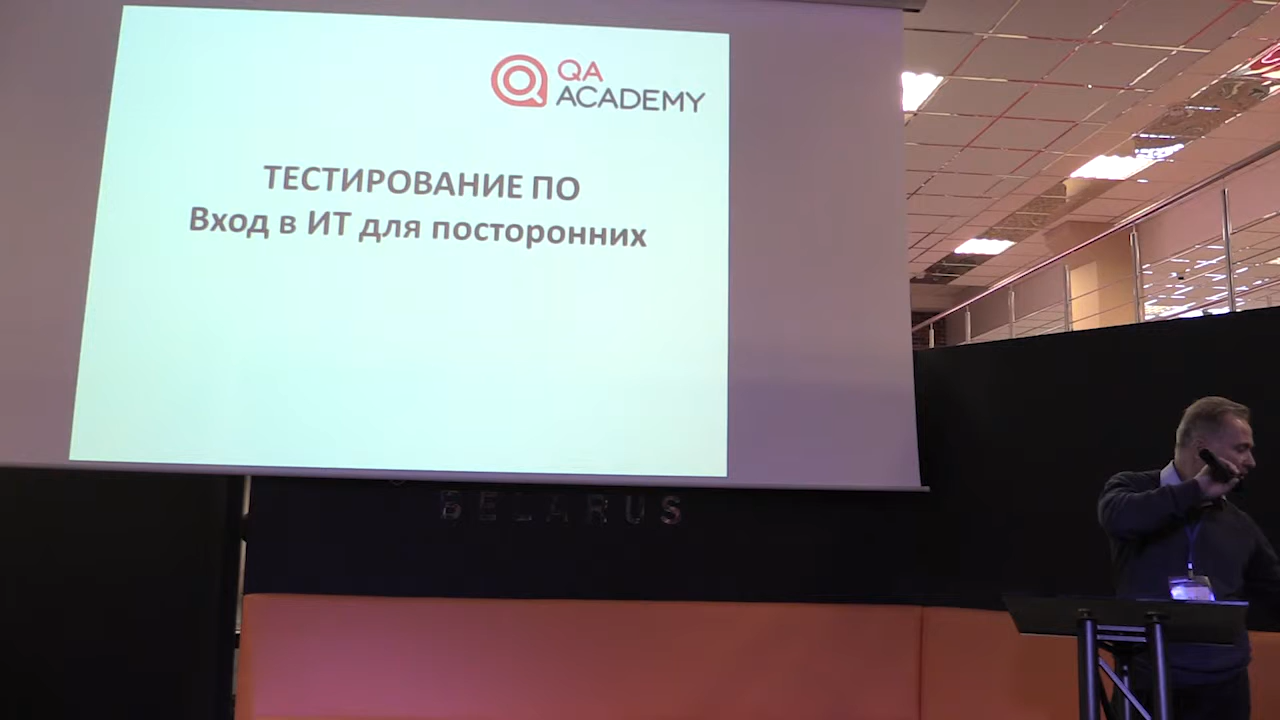 QA
ACADEMY
ТЕСТИРОВАНИЕ ПО
Вход в ИТ для посторонних
BELARUS